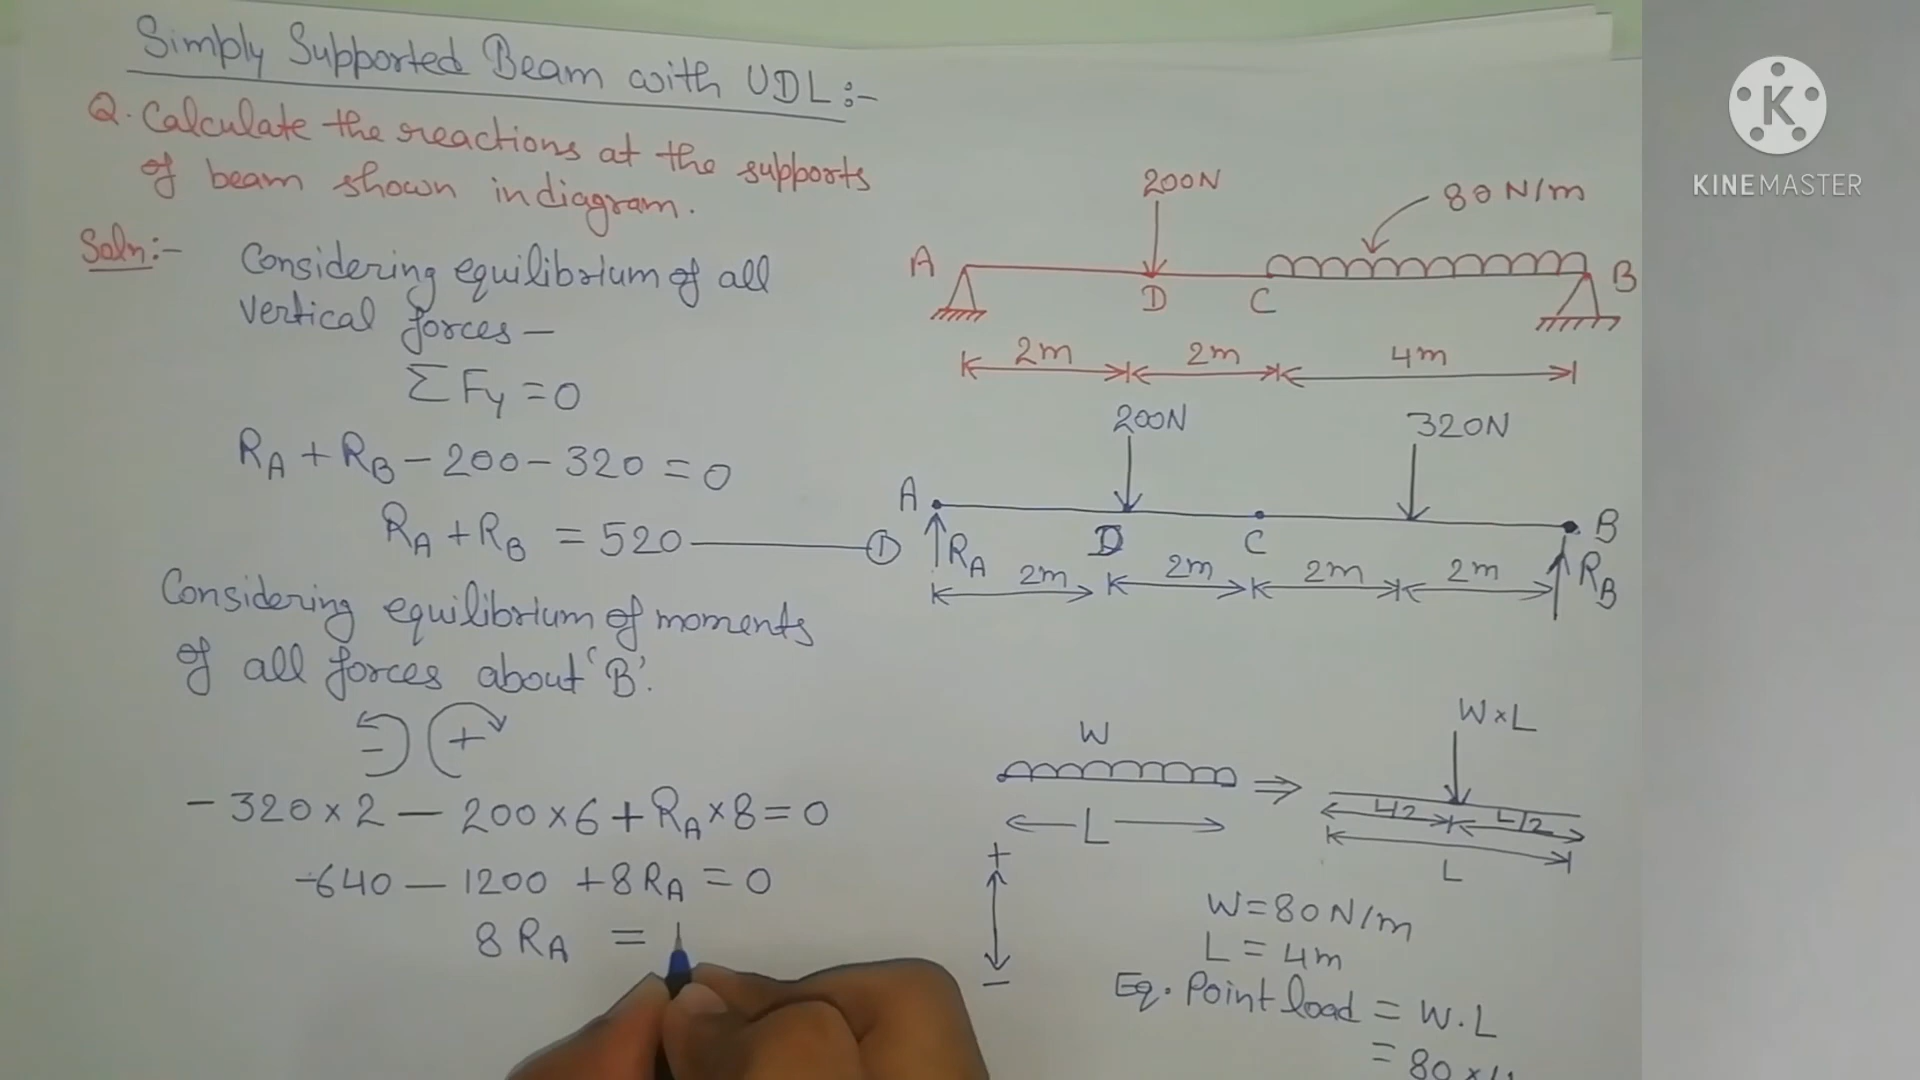 Simply Supported Beam with UDL:-
Q. Calculate the reactions at the supports
of beam shown in diagram.
Soln:-
Considering equilibrium of all
vertical forces -
ΣFy = 0
RA + RB - 200 - 320 = 0
RA + RB = 520 ——— ①
Considering equilibrium of moments
of all forces about 'B'.
- +
- 320 × 2 - 200 × 6 + RA × 8 = 0
-640 - 1200 + 8RA = 0
8RA =
200N
80 N/m
A D C B
2m 2m 4m
200N 320N
A D C B
RA RB
2m 2m 2m 2m
W ⇒ W×L
L
L/2 L/2
L
+
-
W = 80 N/m
L = 4m
Eq. Point load = W.L
= 80 ×
K
KINEMASTER